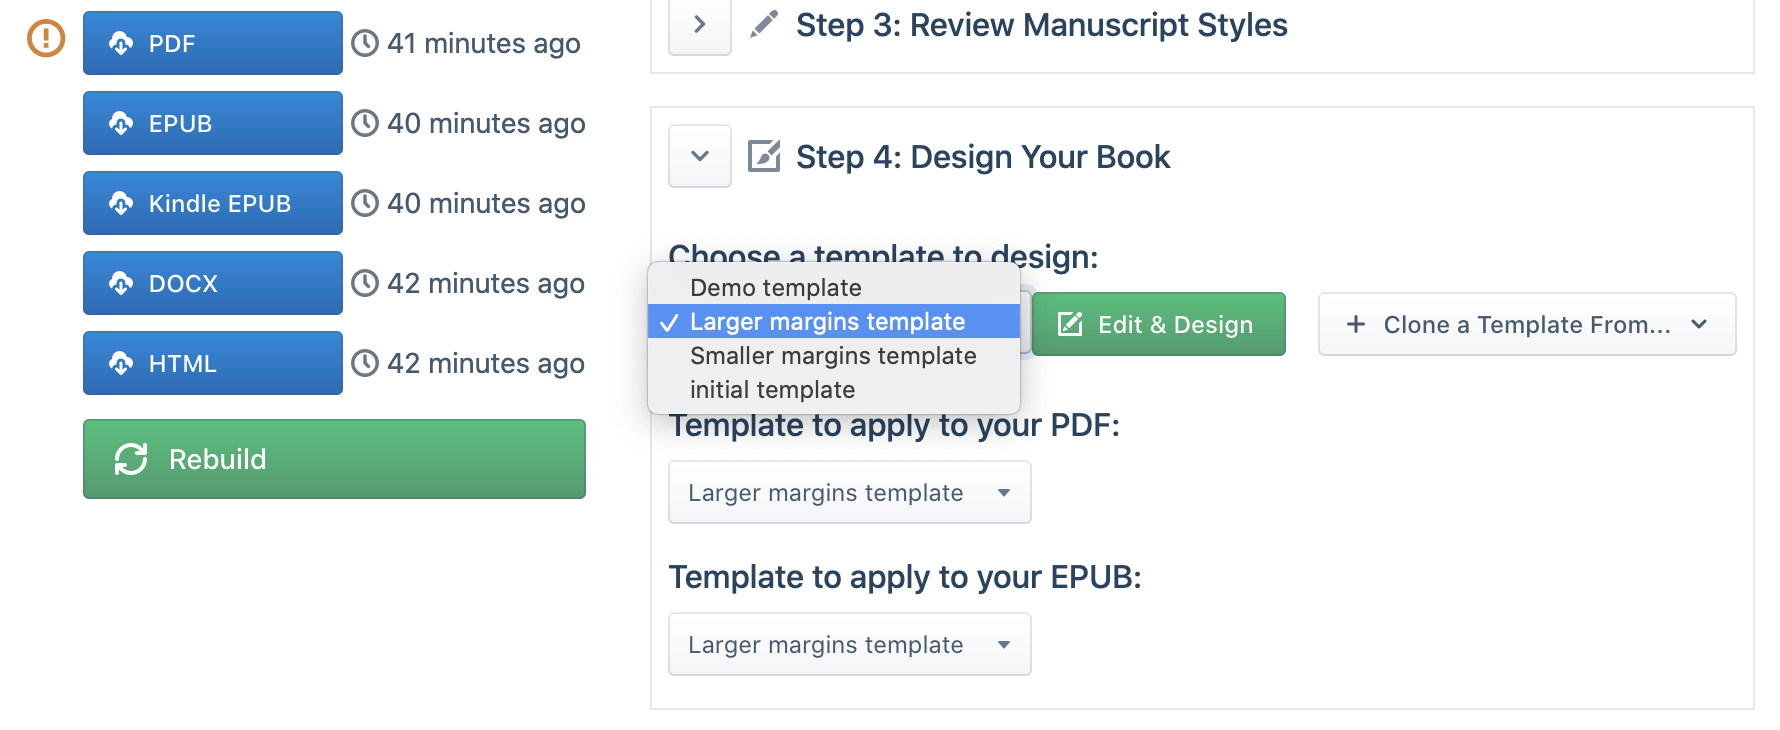 PDF
41 minutes ago
EPUB
40 minutes ago
Kindle EPUB
40 minutes ago
DOCX
42 minutes ago
HTML
42 minutes ago
Rebuild
Step 3: Review Manuscript Styles
Step 4: Design Your Book
Choose a template to design:
Demo template
✓ Larger margins template
Smaller margins template
initial template
Edit & Design
+ Clone a Template From...
Template to apply to your PDF:
Larger margins template
Template to apply to your EPUB:
Larger margins template